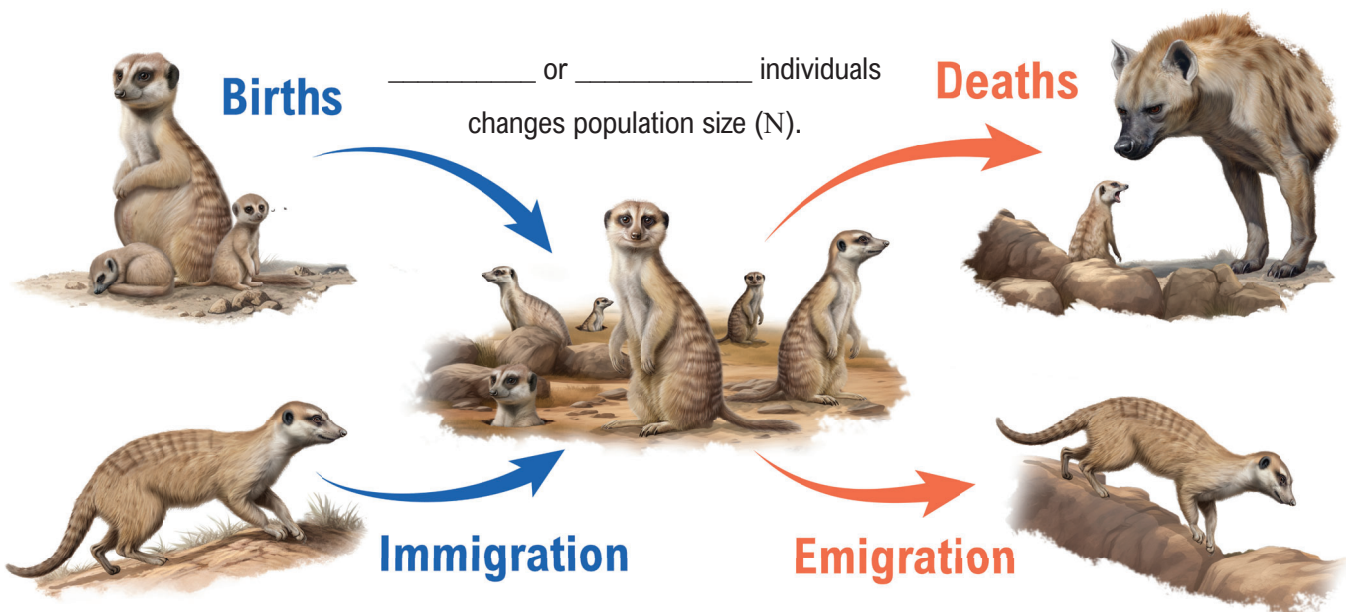 Births
__________ or ____________ individuals
changes population size (N).
Deaths
Immigration
Emigration